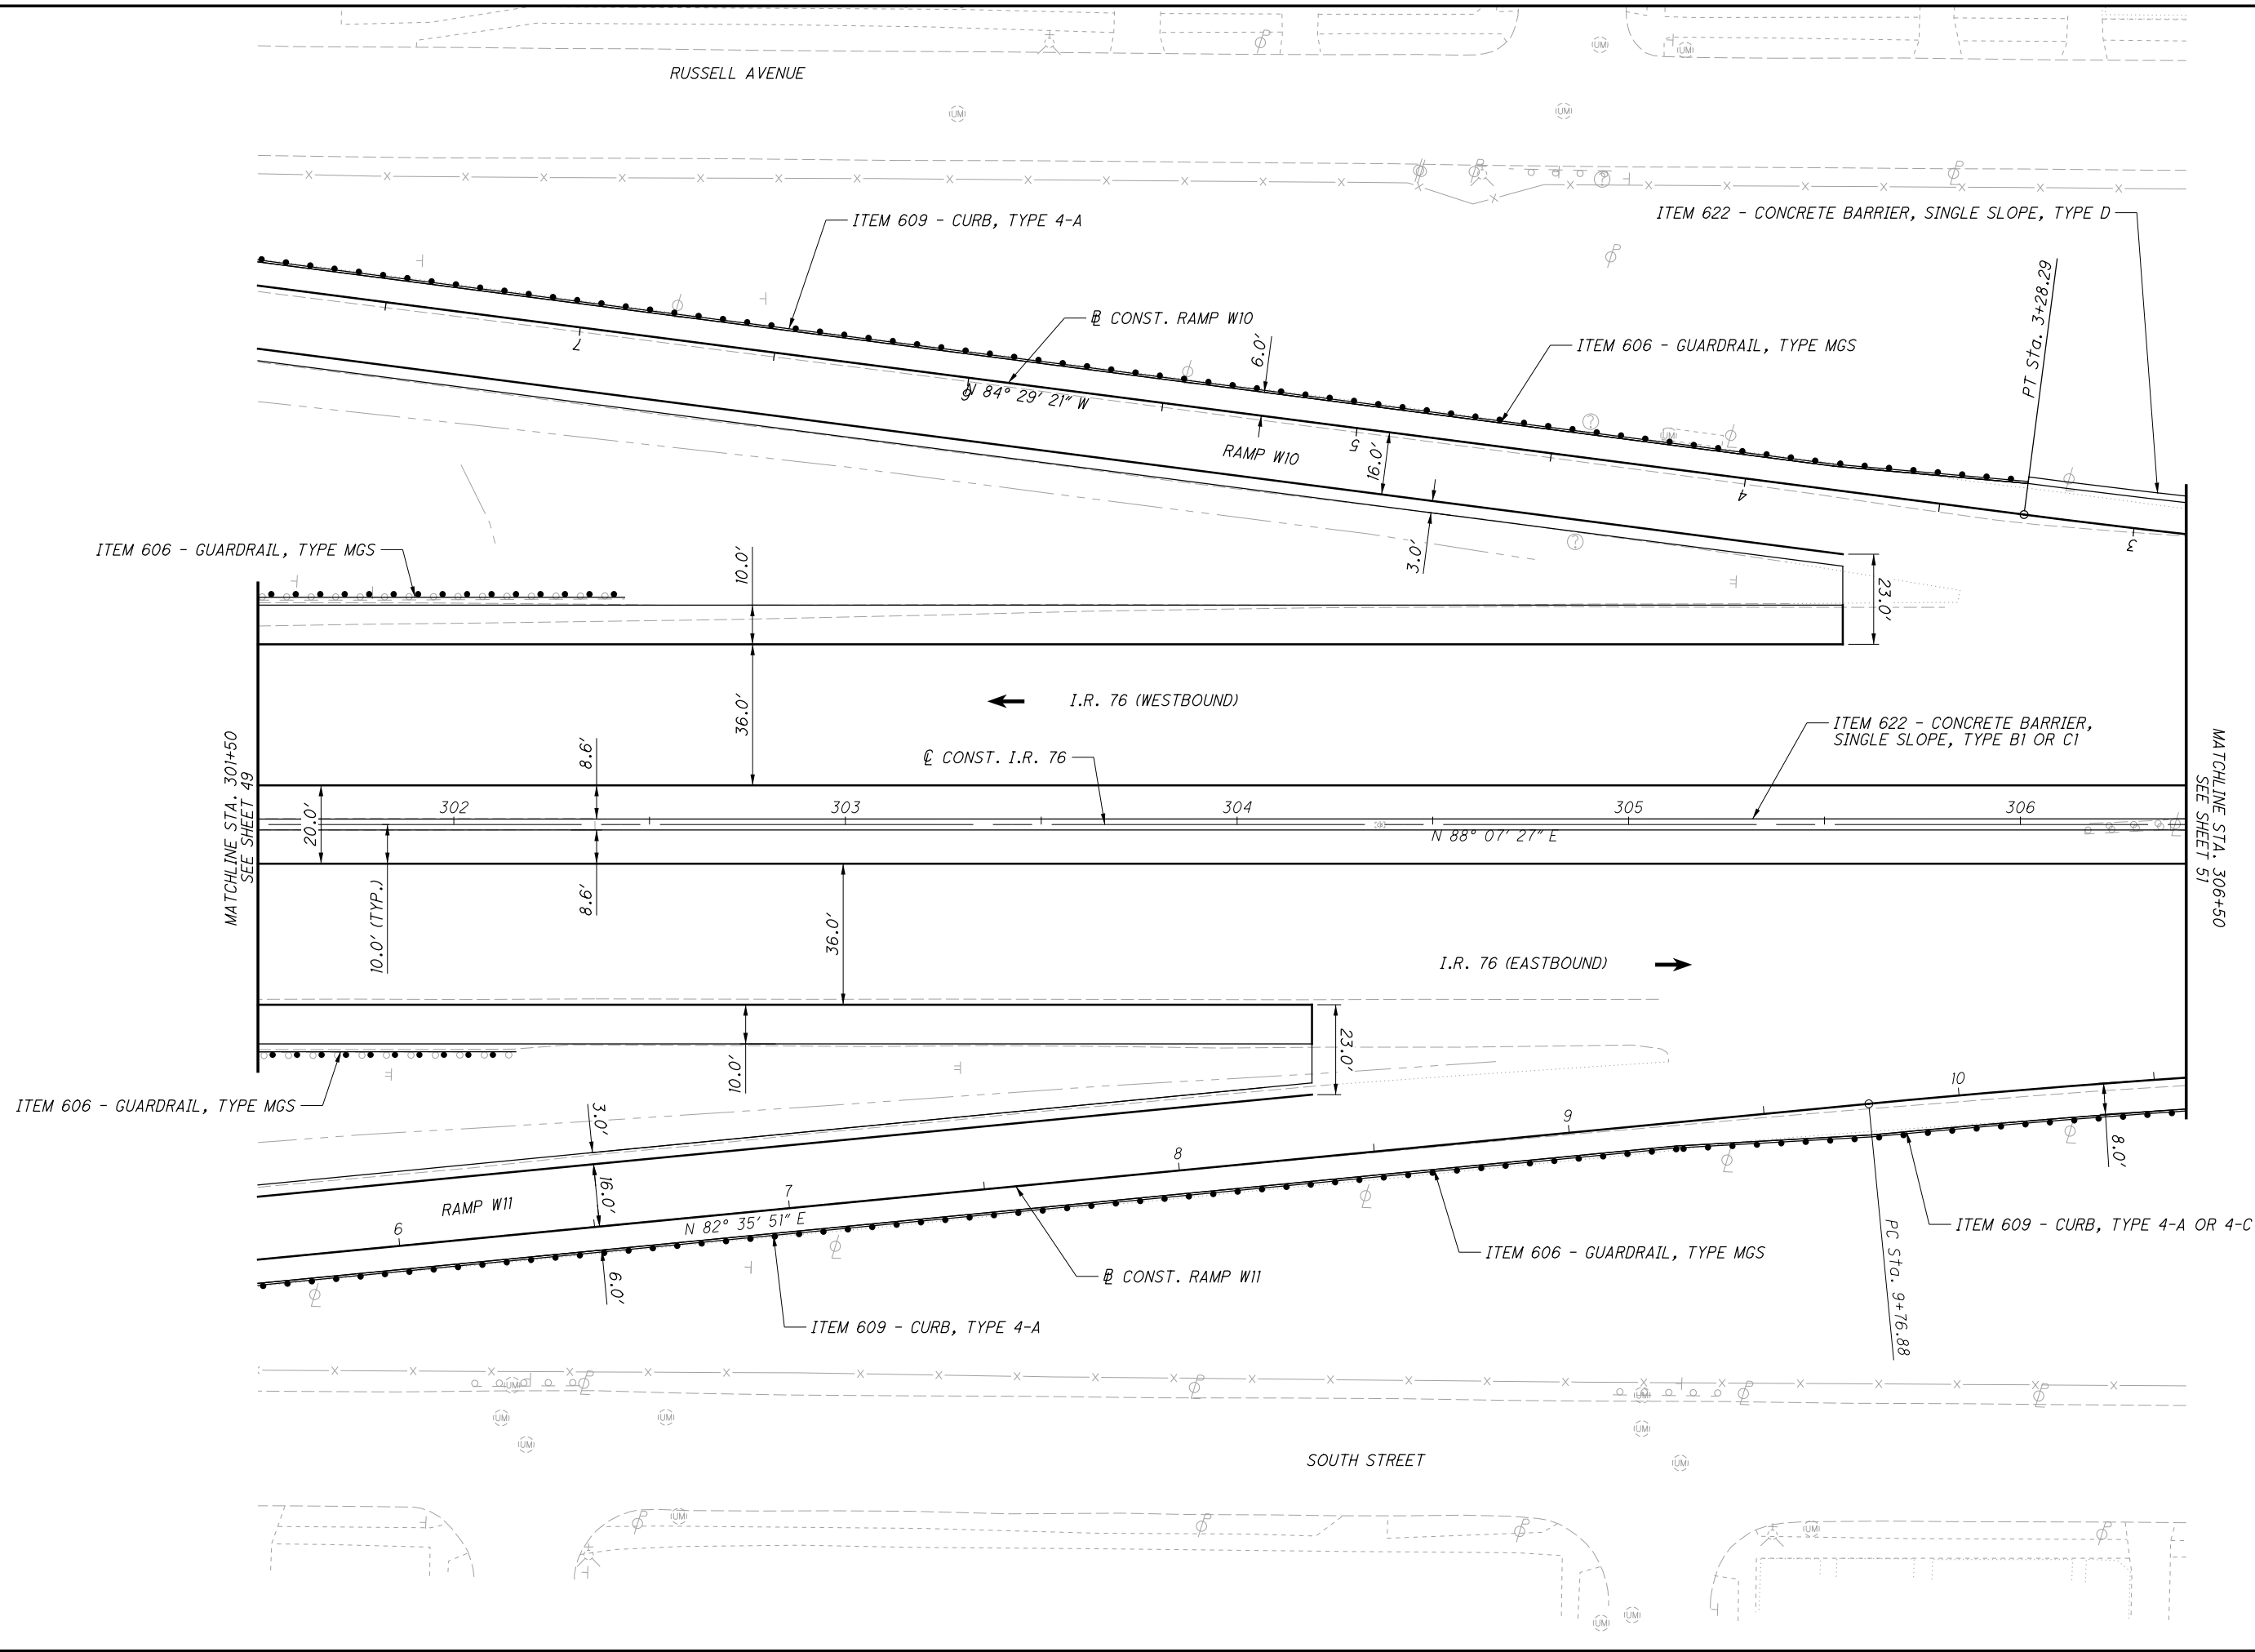 RUSSELL AVENUE
ITEM 609 - CURB, TYPE 4-A
ITEM 622 - CONCRETE BARRIER, SINGLE SLOPE, TYPE D
PT Sta. 3+28.29
℄ CONST. RAMP W10
6.0'
ITEM 606 - GUARDRAIL, TYPE MGS
7
6
N 84° 29' 21" W
5
RAMP W10
16.0'
4
3
3.0'
ITEM 606 - GUARDRAIL, TYPE MGS
10.0'
23.0'
36.0'
I.R. 76 (WESTBOUND)
ITEM 622 - CONCRETE BARRIER,
SINGLE SLOPE, TYPE B1 OR C1
8.6'
℄ CONST. I.R. 76
MATCHLINE STA. 301+50
SEE SHEET 49
MATCHLINE STA. 306+50
SEE SHEET 51
20.0'
302
303
304
305
306
N 88° 07' 27" E
10.0' (TYP.)
8.6'
36.0'
I.R. 76 (EASTBOUND)
10.0'
23.0'
ITEM 606 - GUARDRAIL, TYPE MGS
3.0'
10
9
8
8.0'
16.0'
7
RAMP W11
6
N 82° 35' 51" E
ITEM 609 - CURB, TYPE 4-A OR 4-C
ITEM 606 - GUARDRAIL, TYPE MGS
PC Sta. 9+76.88
6.0'
℄ CONST. RAMP W11
ITEM 609 - CURB, TYPE 4-A
SOUTH STREET